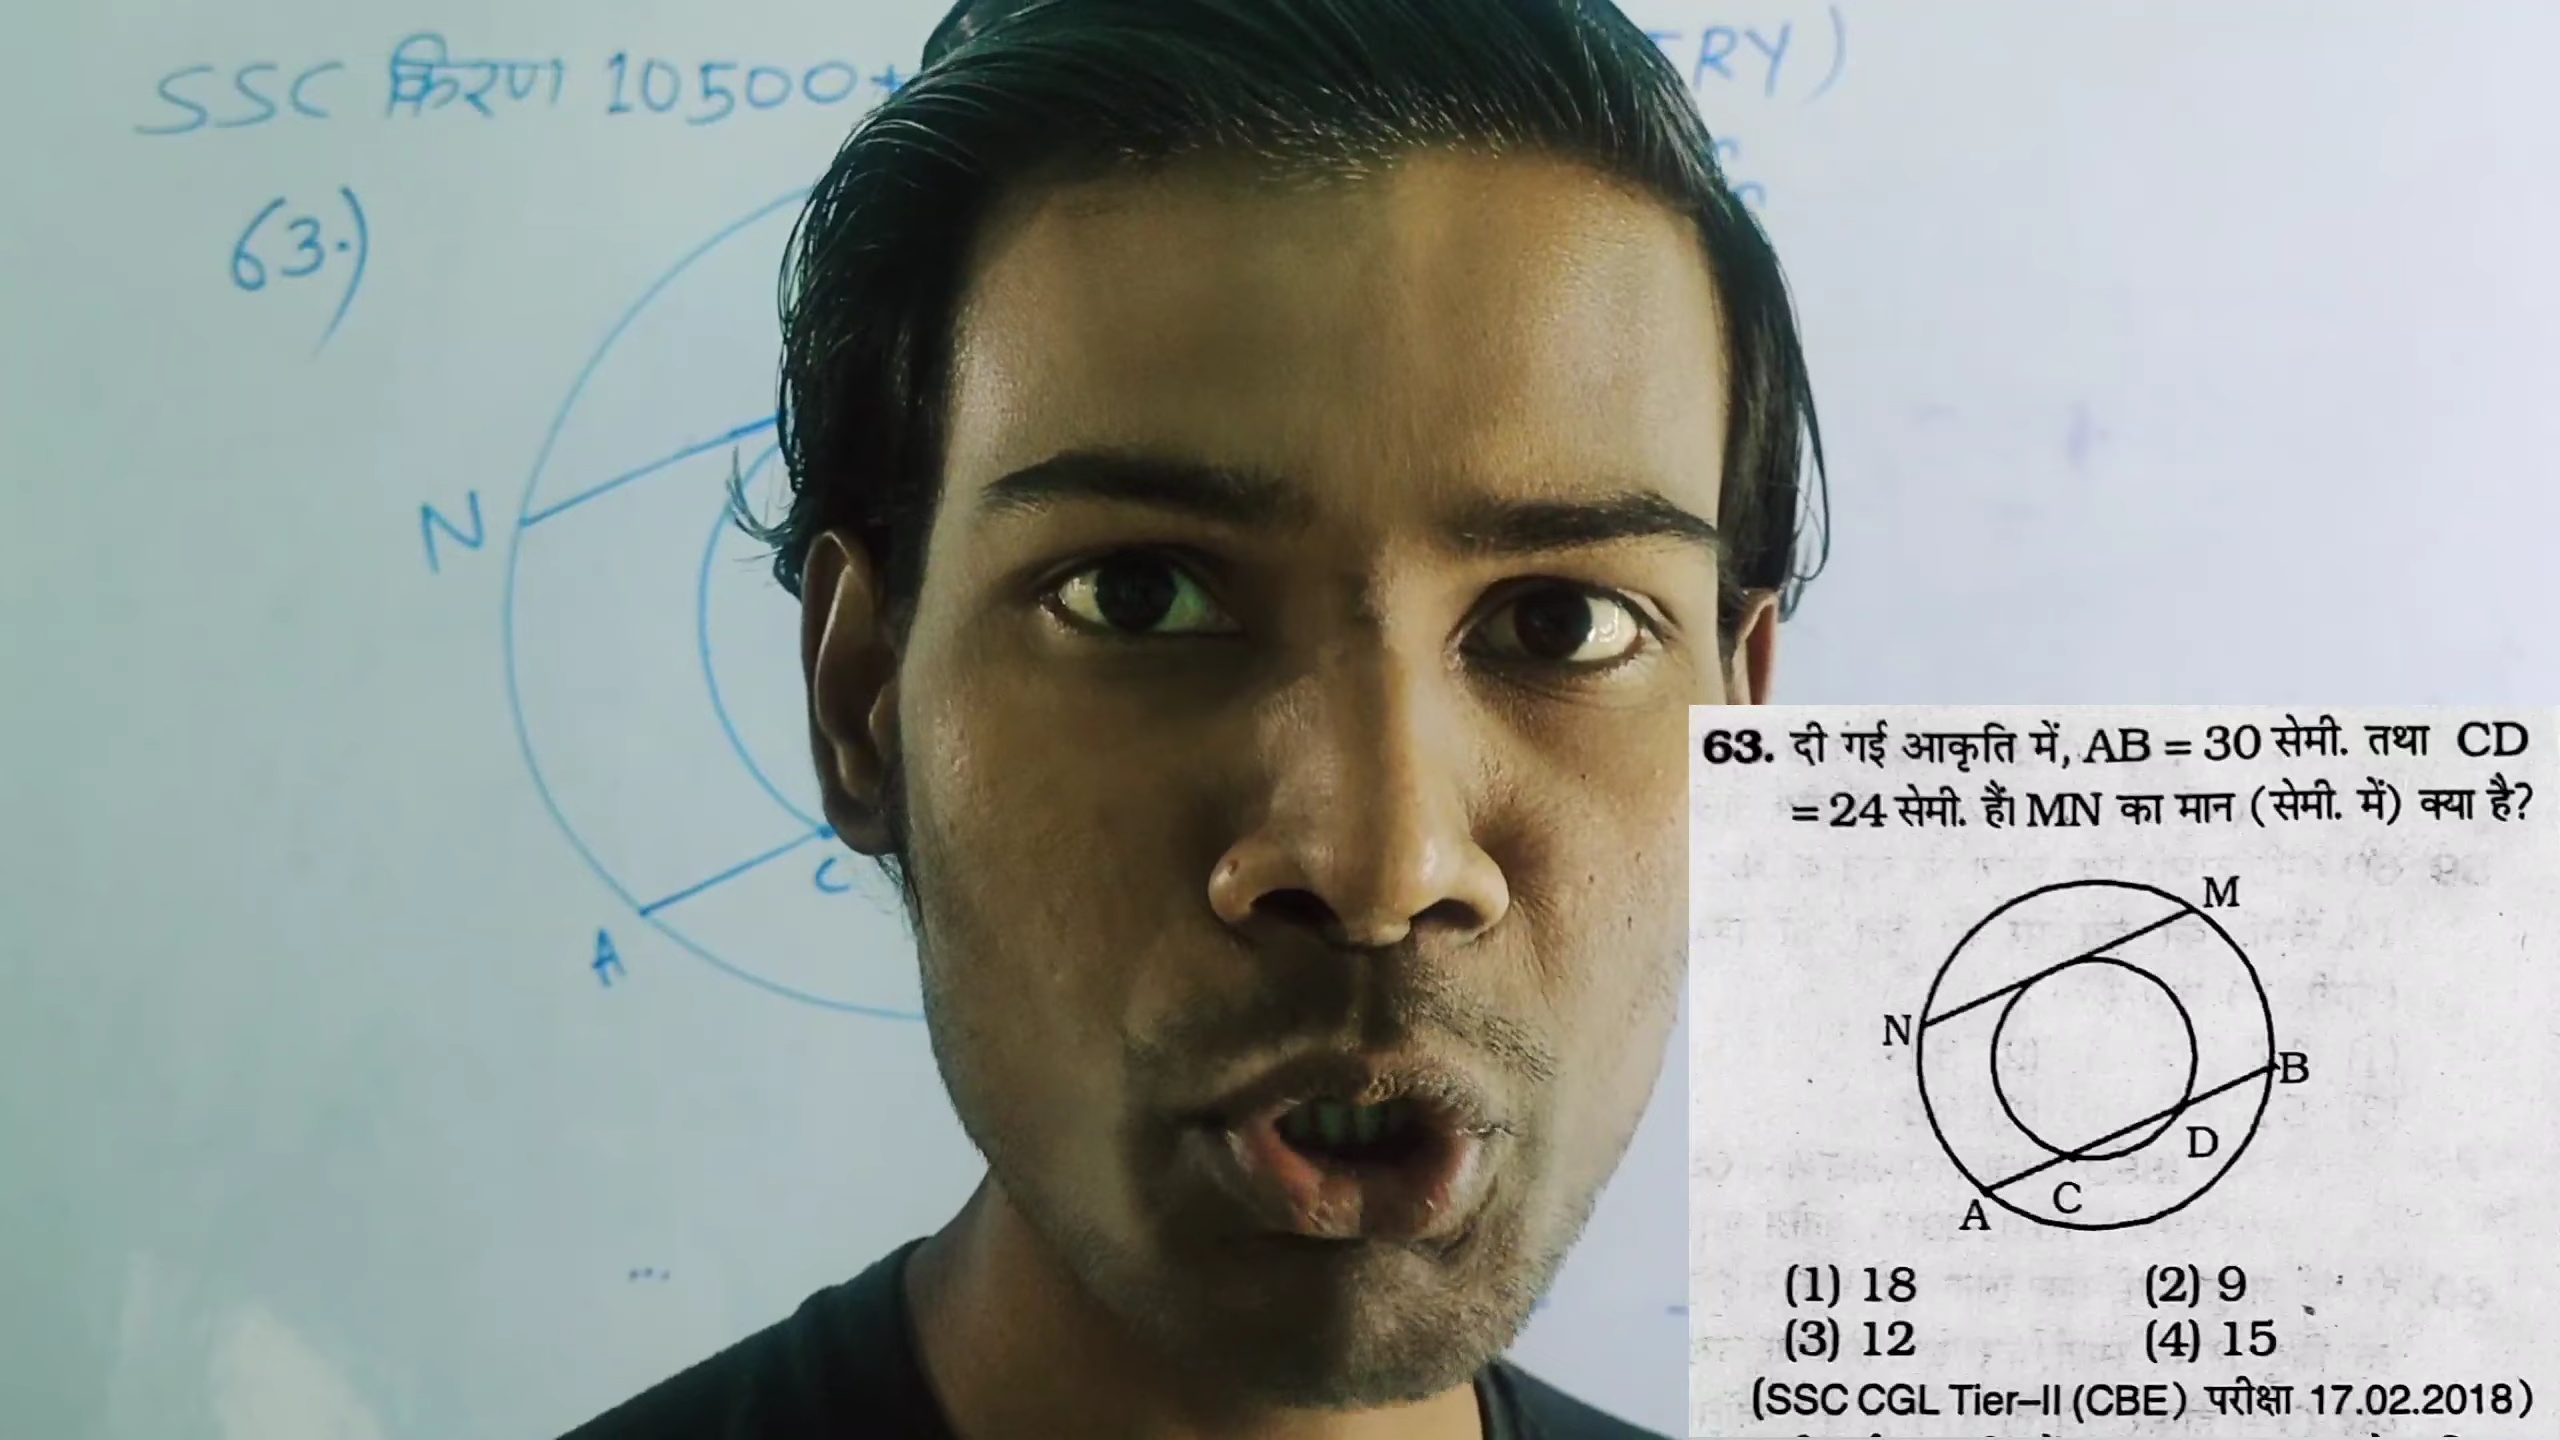 SSC किरण 10500+ TRY)
63.)
N
A
C
63. दी गई आकृति में, AB = 30 सेमी. तथा CD
= 24 सेमी. हैं। MN का मान (सेमी. में) क्या है?
M
N
B
D
C
A
(1) 18 (2) 9
(3) 12 (4) 15
(SSC CGL Tier–II (CBE) परीक्षा 17.02.2018)